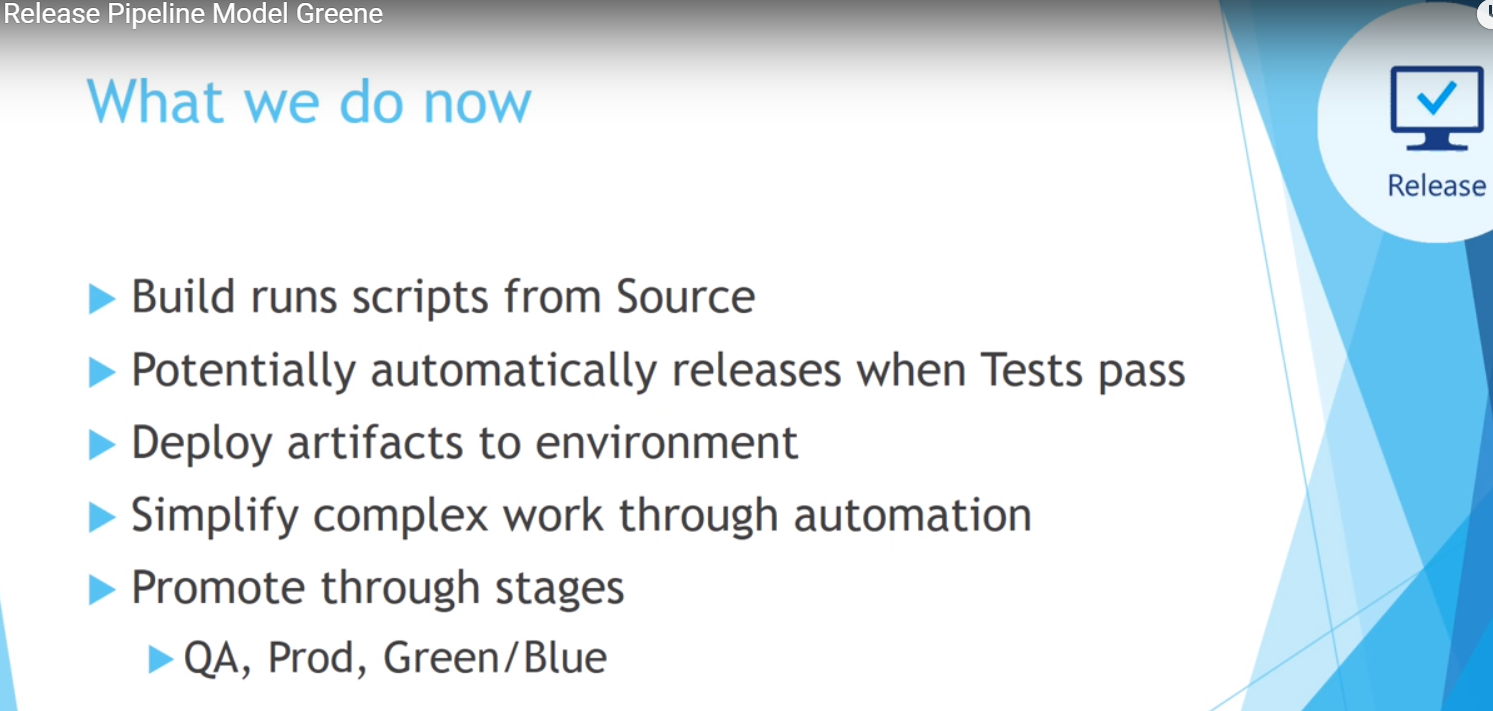 Release Pipeline Model Greene
What we do now
Release
Build runs scripts from Source
Potentially automatically releases when Tests pass
Deploy artifacts to environment
Simplify complex work through automation
Promote through stages
QA, Prod, Green/Blue